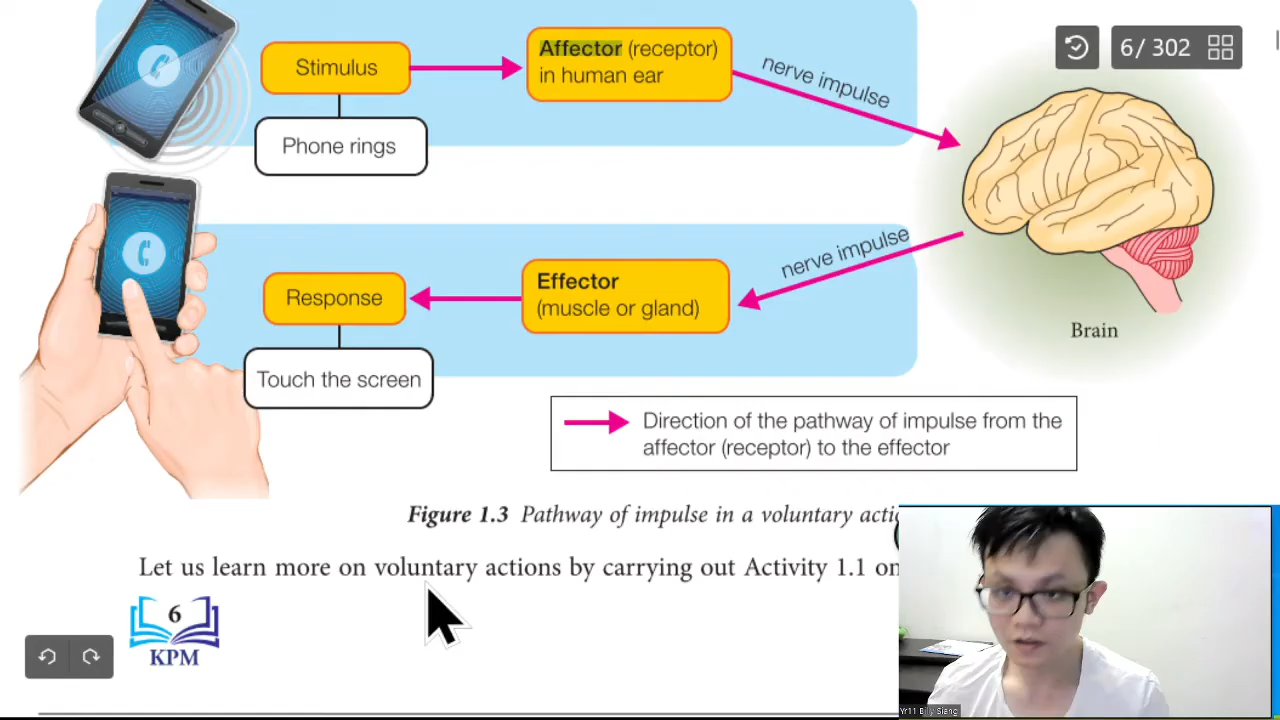 Stimulus
Affector (receptor)
in human ear
nerve impulse
6/ 302
Phone rings
Response
Effector
(muscle or gland)
nerve impulse
Brain
Touch the screen
Direction of the pathway of impulse from the
affector (receptor) to the effector
Figure 1.3 Pathway of impulse in a voluntary
Let us learn more on voluntary actions by carrying out Activity 1.1 on
6
KPM
Yr11 Billy Siang